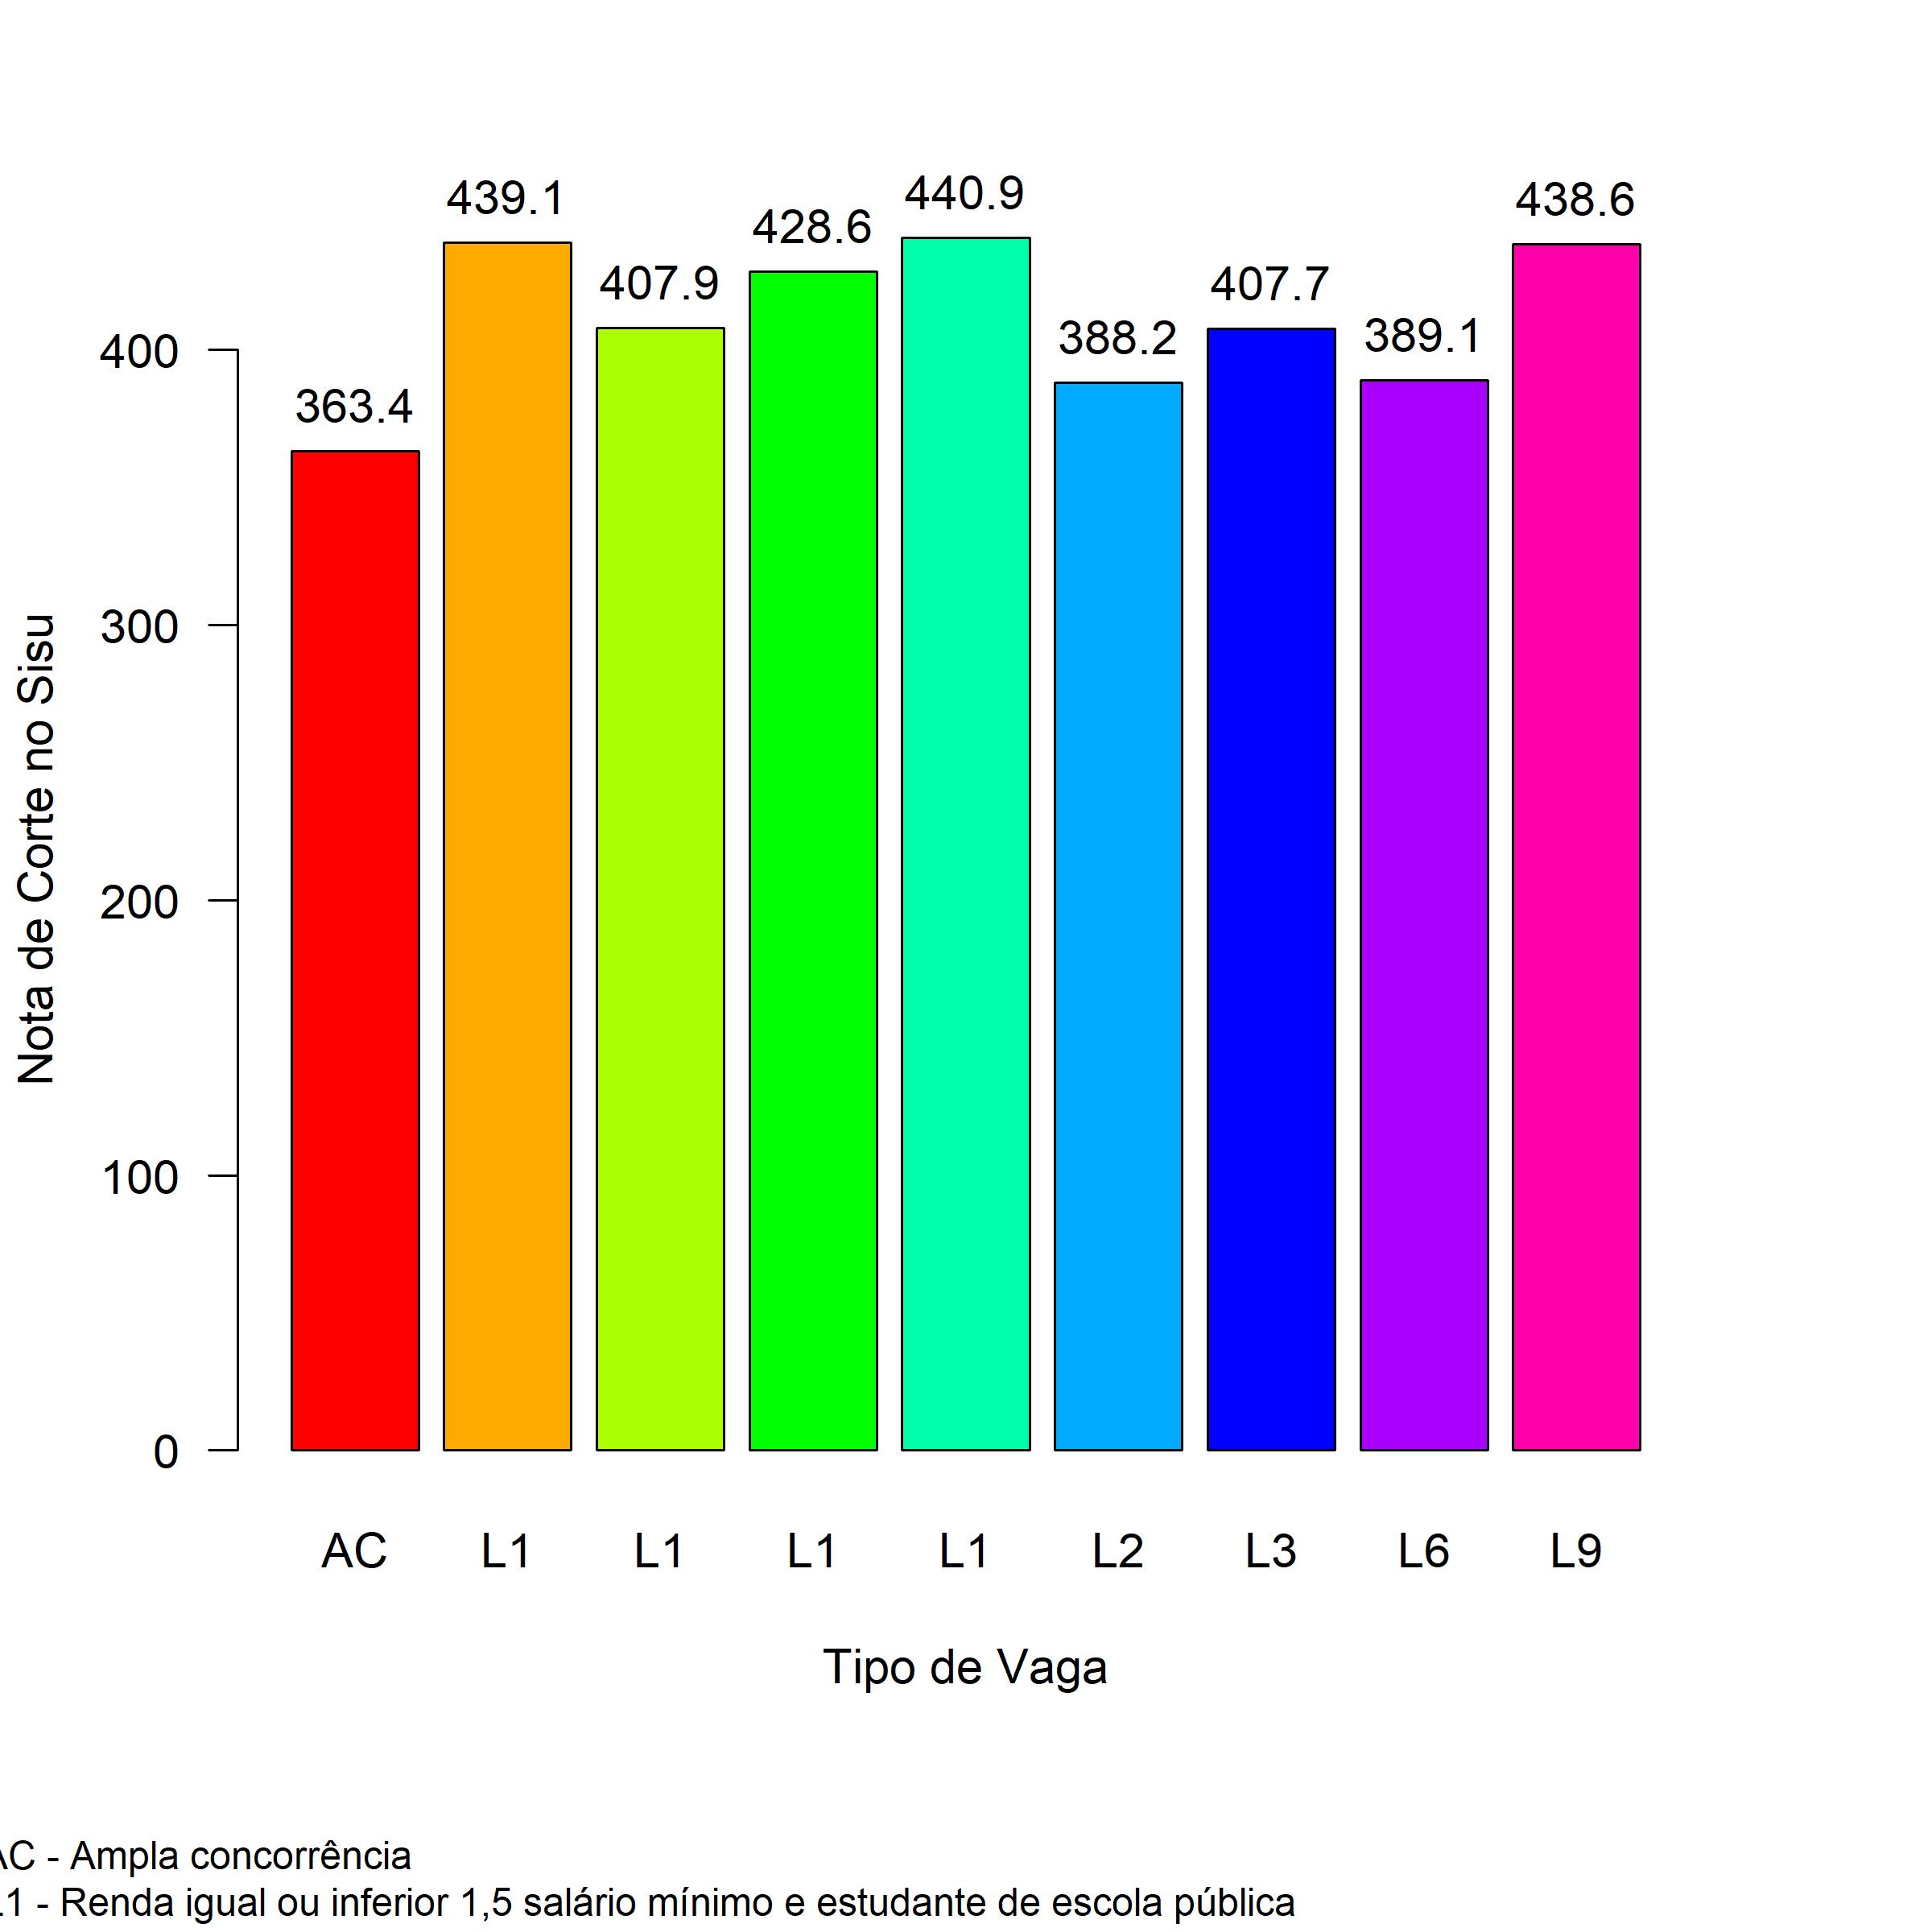 439.1
407.9
428.6
440.9
388.2
407.7
389.1
438.6
363.4
400
300
200
100
0
Nota de Corte no Sisu
AC L1 L1 L1 L1 L2 L3 L6 L9
Tipo de Vaga
AC - Ampla concorrência
L1 - Renda igual ou inferior 1,5 salário mínimo e estudante de escola pública